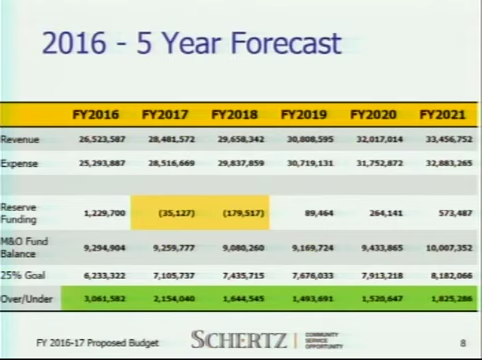 2016 - 5 Year Forecast
FY2016 FY2017 FY2018 FY2019 FY2020 FY2021
Revenue 26,523,587 28,481,572 29,658,342 30,808,595 32,017,014 33,456,752
Expense 25,293,887 28,516,669 29,837,859 30,719,131 31,752,872 32,883,265
Reserve
Funding 1,229,700 (35,127) (179,517) 89,464 264,141 573,487
M&O Fund
Balance 9,294,904 9,259,777 9,080,260 9,169,724 9,433,865 10,007,352
25% Goal 6,233,322 7,105,737 7,435,715 7,676,033 7,913,218 8,182,066
Over/Under 3,061,582 2,154,040 1,644,545 1,493,691 1,520,647 1,825,286
FY 2016-17 Proposed Budget SCHERTZ COMMUNITY
SERVICE
OPPORTUNITY
8